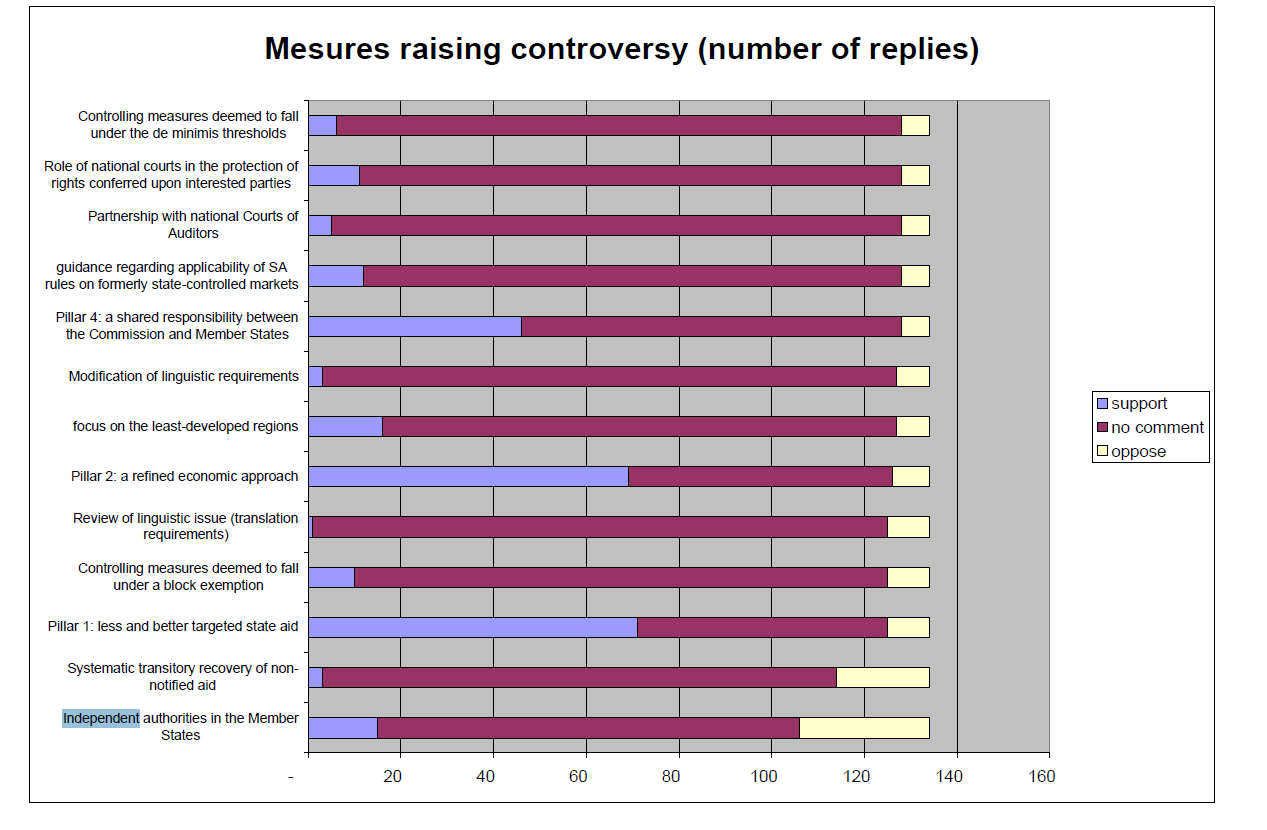 Mesures raising controversy (number of replies)
Controlling measures deemed to fall
under the de minimis thresholds
Role of national courts in the protection of
rights conferred upon interested parties
Partnership with national Courts of
Auditors
guidance regarding applicability of SA
rules on formerly state-controlled markets
Pillar 4: a shared responsibility between
the Commission and Member States
Modification of linguistic requirements
focus on the least-developed regions
Pillar 2: a refined economic approach
Review of linguistic issue (translation
requirements)
Controlling measures deemed to fall
under a block exemption
Pillar 1: less and better targeted state aid
Systematic transitory recovery of non-
notified aid
Independent authorities in the Member
States
- 20 40 60 80 100 120 140 160
support
no comment
oppose